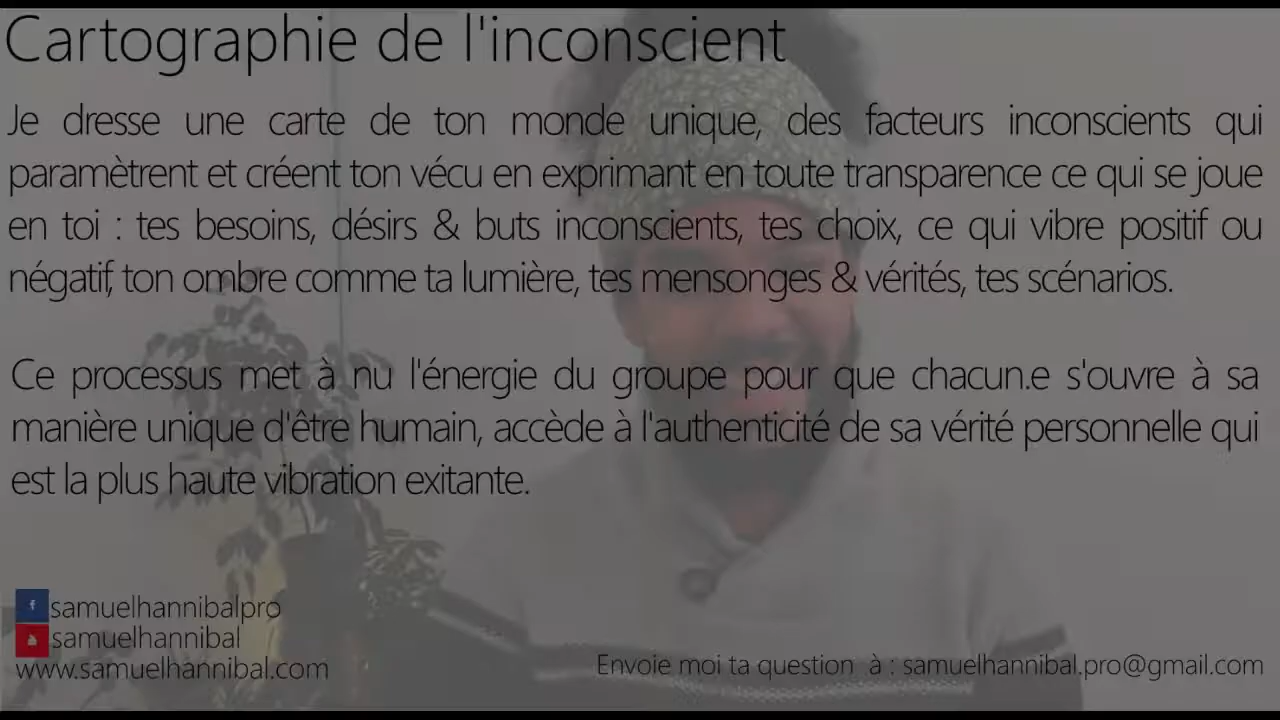 Cartographie de l'inconscient
Je dresse une carte de ton monde unique, des facteurs inconscients qui
paramètrent et créent ton vécu en exprimant en toute transparence ce qui se joue
en toi : tes besoins, désirs & buts inconscients, tes choix, ce qui vibre positif ou
négatif, ton ombre comme ta lumière, tes mensonges & vérités, tes scénarios.
Ce processus met à nu l'énergie du groupe pour que chacun.e s'ouvre à sa
manière unique d'être humain, accède à l'authenticité de sa vérité personnelle qui
est la plus haute vibration exitante.
samuelhannibalpro
samuelhannibal
www.samuelhannibal.com
Envoie moi ta question à : samuelhannibal.pro@gmail.com